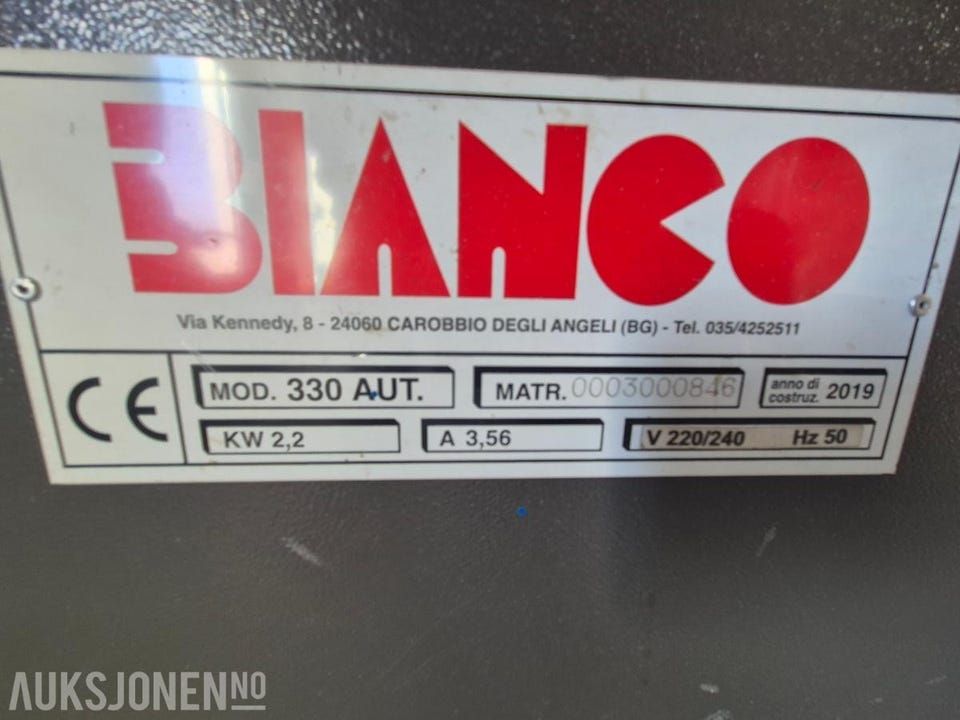 BIANCO
Via Kennedy, 8 - 24060 CAROBBIO DEGLI ANGELI (BG) - Tel. 035/4252511
CE MOD. 330 AUT. MATR. 0003000846 anno di costruz. 2019
KW 2,2 A 3,56 V 220/240 Hz 50
AUKSJONEN NO